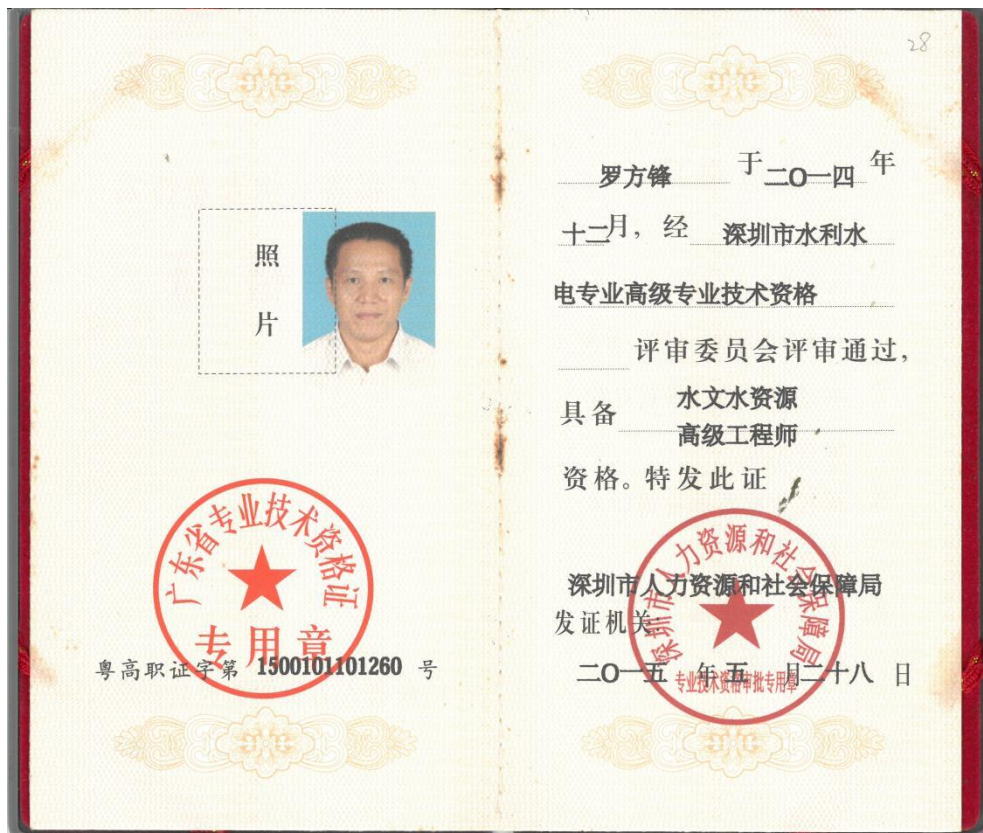 照
片
广东省专业技术资格证
专用章
粤高职证字第 1500101101260 号
28
罗方锋 于 二O一四 年
十二月，经 深圳市水利水
电专业高级专业技术资格
评审委员会评审通过，
具备 水文水资源
高级工程师
资格。特发此证
深圳市人力资源和社会保障局
发证机关:
二O一五 年 五 月二十八 日
深圳市人力资源和社会保障局
专业技术资格审批专用章